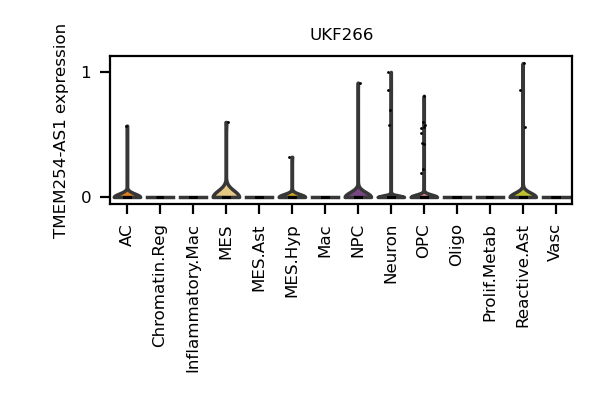 UKF266
TMEM254-AS1 expression
1
0
AC
Chromatin.Reg
Inflammatory.Mac
MES
MES.Ast
MES.Hyp
Mac
NPC
Neuron
OPC
Oligo
Prolif.Metab
Reactive.Ast
Vasc